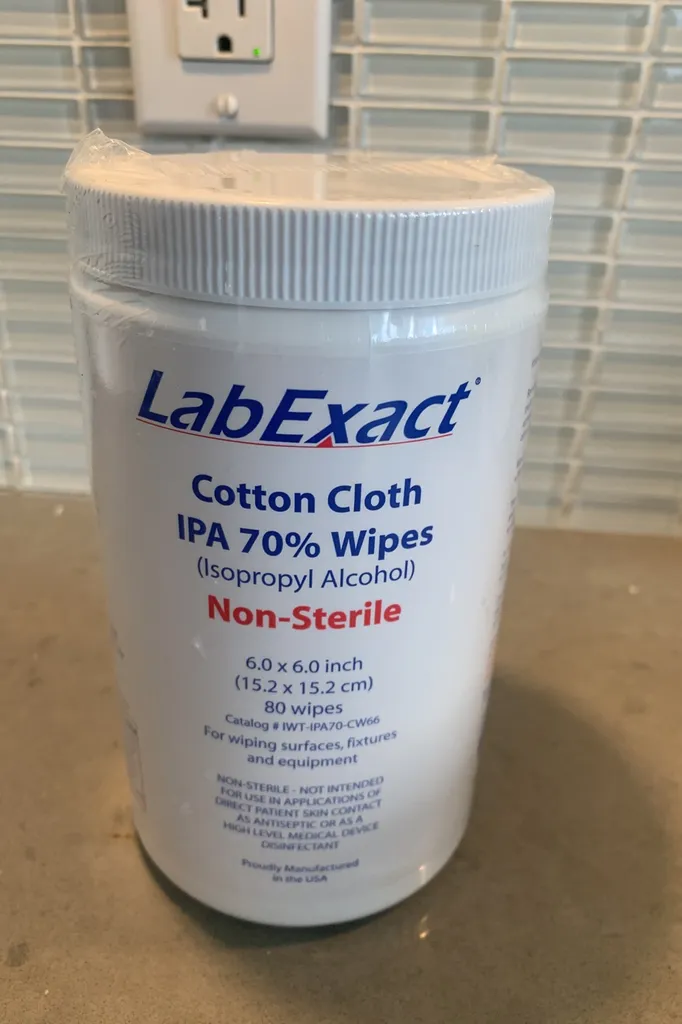 LabExact®
Cotton Cloth
IPA 70% Wipes
(Isopropyl Alcohol)
Non-Sterile
6.0 x 6.0 inch
(15.2 x 15.2 cm)
80 wipes
Catalog # IWT-IPA70-CW66
For wiping surfaces, fixtures
and equipment
NON-STERILE - NOT INTENDED
FOR USE IN APPLICATIONS OF
DIRECT PATIENT SKIN CONTACT
AS ANTISEPTIC OR AS A
HIGH LEVEL MEDICAL DEVICE
DISINFECTANT
Proudly Manufactured
in the USA